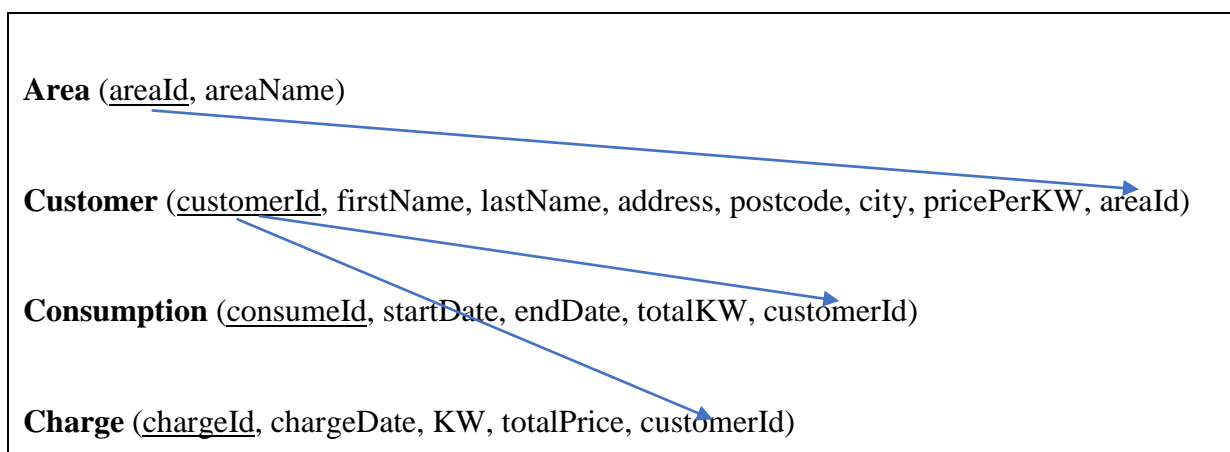 Area (areaId, areaName)
Customer (customerId, firstName, lastName, address, postcode, city, pricePerKW, areaId)
Consumption (consumeId, startDate, endDate, totalKW, customerId)
Charge (chargeId, chargeDate, KW, totalPrice, customerId)